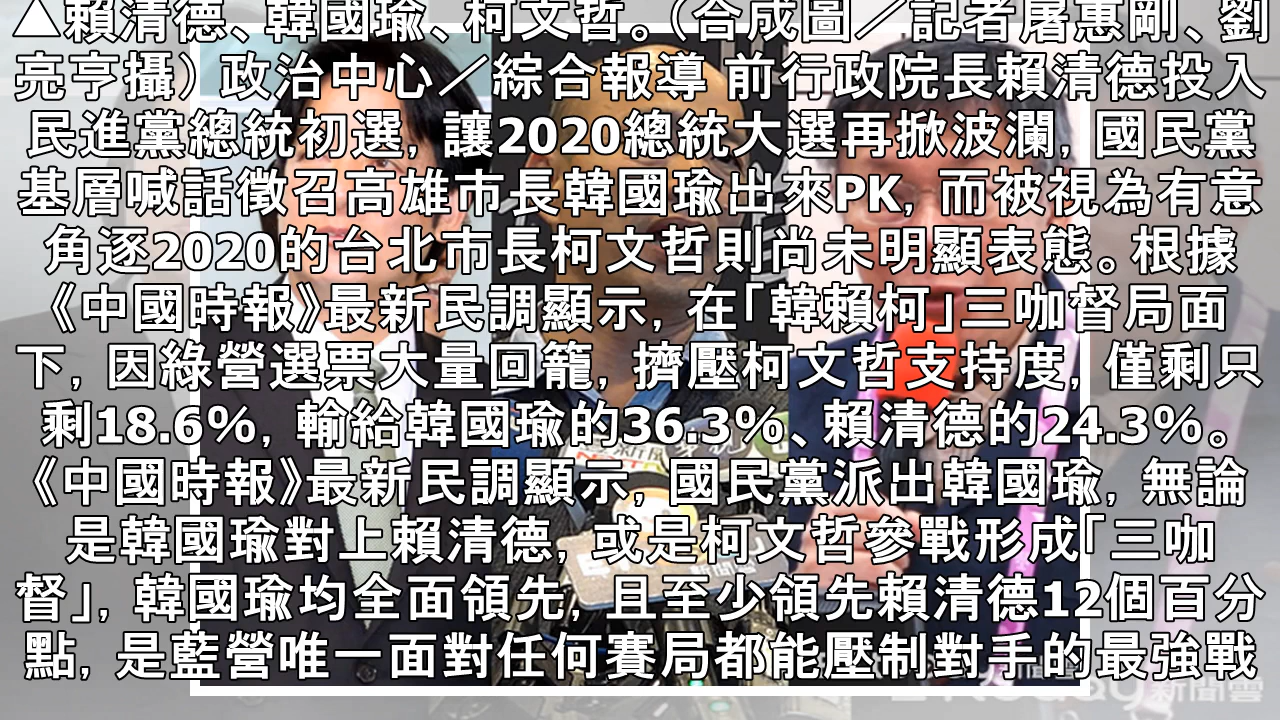 ▲賴清德、韓國瑜、柯文哲。（合成圖／記者屠惠剛、劉
亮亨攝） 政治中心／綜合報導 前行政院長賴清德投入
民進黨總統初選，讓2020總統大選再掀波瀾，國民黨
基層喊話徵召高雄市長韓國瑜出來PK，而被視為有意
角逐2020的台北市長柯文哲則尚未明顯表態。根據
《中國時報》最新民調顯示，在「韓賴柯」三咖督局面
下，因綠營選票大量回籠，擠壓柯文哲支持度，僅剩只
剩18.6%，輸給韓國瑜的36.3%、賴清德的24.3%。
《中國時報》最新民調顯示，國民黨派出韓國瑜，無論
是韓國瑜對上賴清德，或是柯文哲參戰形成「三咖
督」，韓國瑜均全面領先，且至少領先賴清德12個百分
點，是藍營唯一面對任何賽局都能壓制對手的最強戰
新聞雲